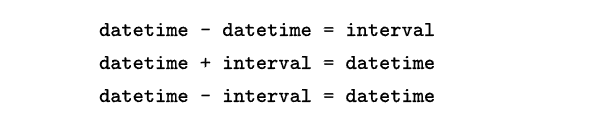 datetime - datetime = interval
datetime + interval = datetime
datetime - interval = datetime